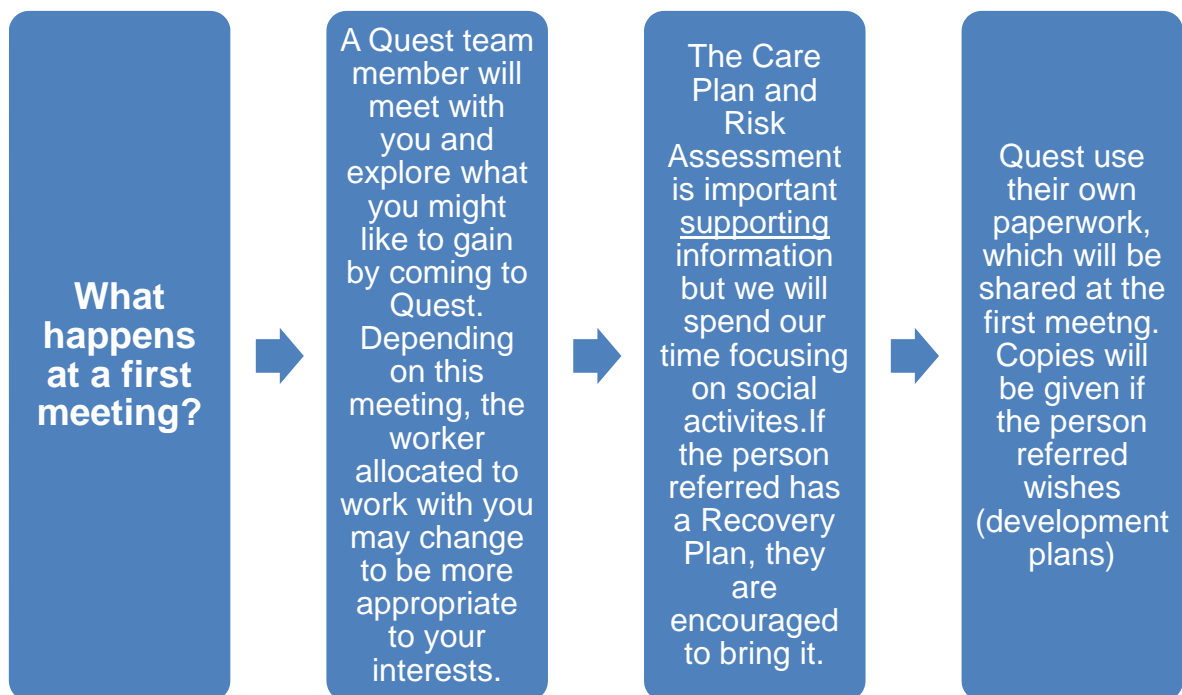 What
happens
at a first
meeting?
A Quest team
member will
meet with
you and
explore what
you might
like to gain
by coming to
Quest.
Depending
on this
meeting, the
worker
allocated to
work with you
may change
to be more
appropriate
to your
interests.
The Care
Plan and
Risk
Assessment
is important
supporting
information
but we will
spend our
time focusing
on social
activites.If
the person
referred has
a Recovery
Plan, they
are
encouraged
to bring it.
Quest use
their own
paperwork,
which will be
shared at the
first meetng.
Copies will
be given if
the person
referred
wishes
(development
plans)